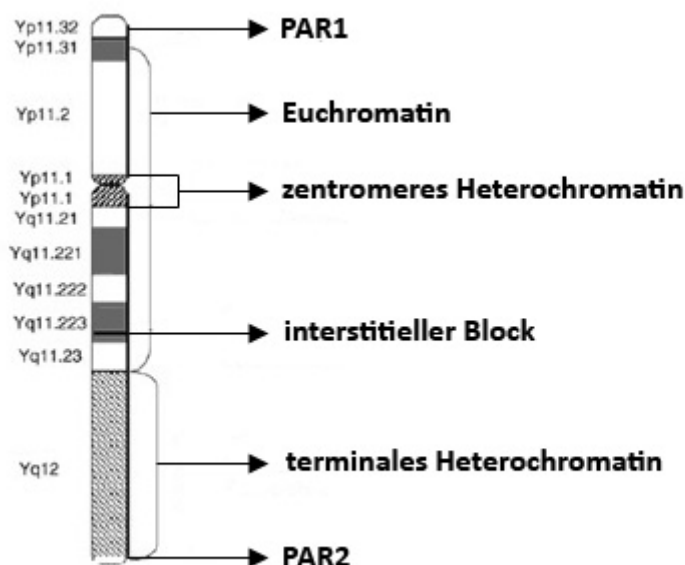 Yp11.32
PAR1
Yp11.31
Yp11.2
Euchromatin
Yp11.1
zentromeres Heterochromatin
Yp11.1
Yq11.21
Yq11.221
Yq11.222
Yq11.223
interstitieller Block
Yq11.23
Yq12
terminales Heterochromatin
PAR2